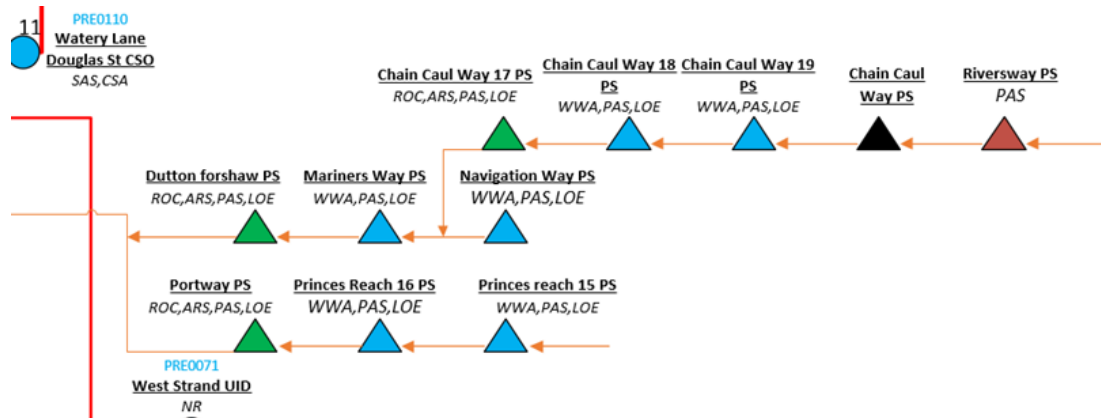 11
PRE0110
Watery Lane
Douglas St CSO
SAS,CSA
Chain Caul Way 17 PS
ROC,ARS,PAS,LOE
Chain Caul Way 18
PS
WWA,PAS,LOE
Chain Caul Way 19
PS
WWA,PAS,LOE
Chain Caul
Way PS
Riversway PS
PAS
Dutton forshaw PS
ROC,ARS,PAS,LOE
Mariners Way PS
WWA,PAS,LOE
Navigation Way PS
WWA,PAS,LOE
Portway PS
ROC,ARS,PAS,LOE
Princes Reach 16 PS
WWA,PAS,LOE
Princes reach 15 PS
WWA,PAS,LOE
PRE0071
West Strand UID
NR